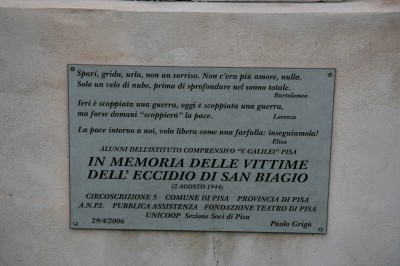 Spari, grida, urla, non un sorriso. Non c'era più amore, nulla.
Solo un velo di nube, prima di sprofondare nel sonno totale.
Bartolomeo
Ieri è scoppiata una guerra, oggi è scoppiata una guerra,
ma forse domani "scoppierà" la pace.
Lorenza
La pace intorno a noi, vola libera come una farfalla: inseguiamola!
Elisa
ALUNNI DELL'ISTITUTO COMPRENSIVO "V. GALILEI" PISA
IN MEMORIA DELLE VITTIME
DELL' ECCIDIO DI SAN BIAGIO
(2 AGOSTO 1944)
CIRCOSCRIZIONE 5 COMUNE DI PISA PROVINCIA DI PISA
A.N.P.I. PUBBLICA ASSISTENZA FONDAZIONE TEATRO DI PISA
UNICOOP Sezione Soci di Pisa
29/4/2006 Paolo Grigò